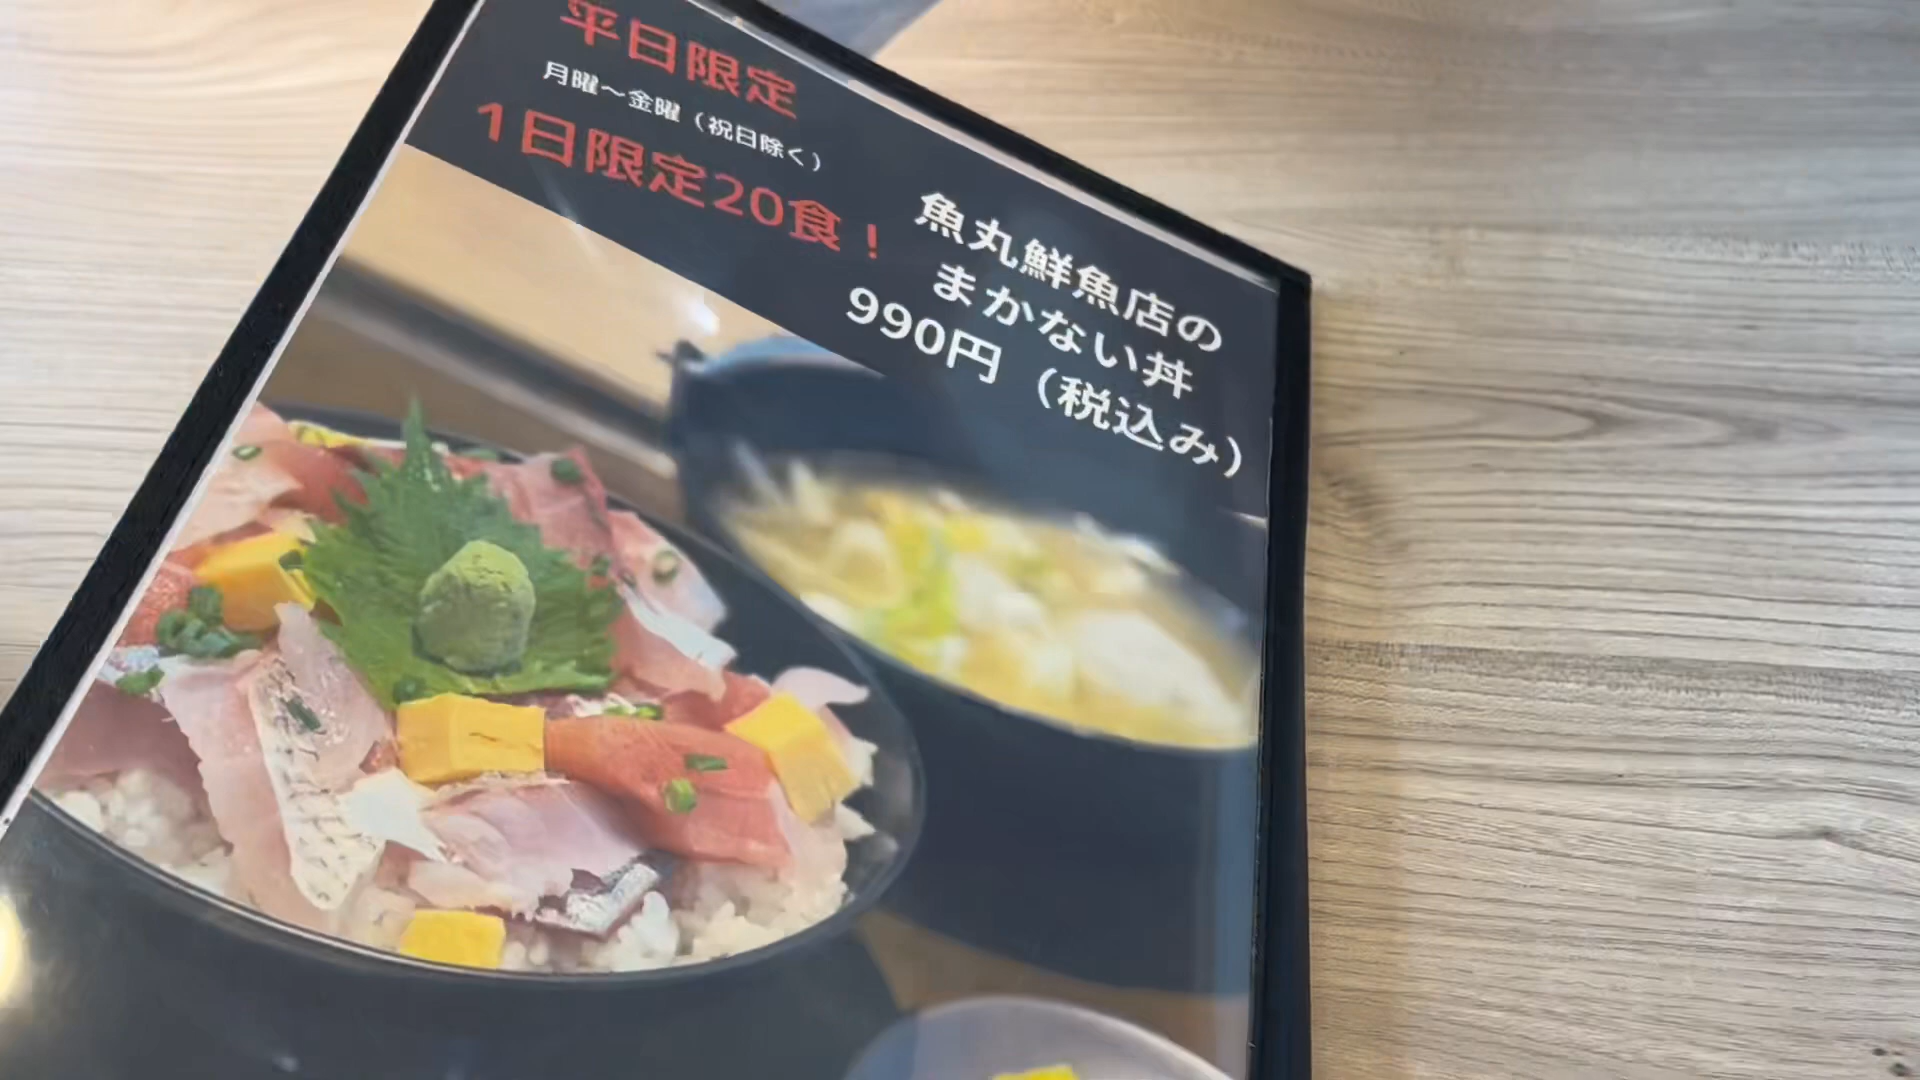 平日限定
月曜～金曜（祝日除く）
1日限定20食！
魚丸鮮魚店の
まかない丼
990円（税込み）